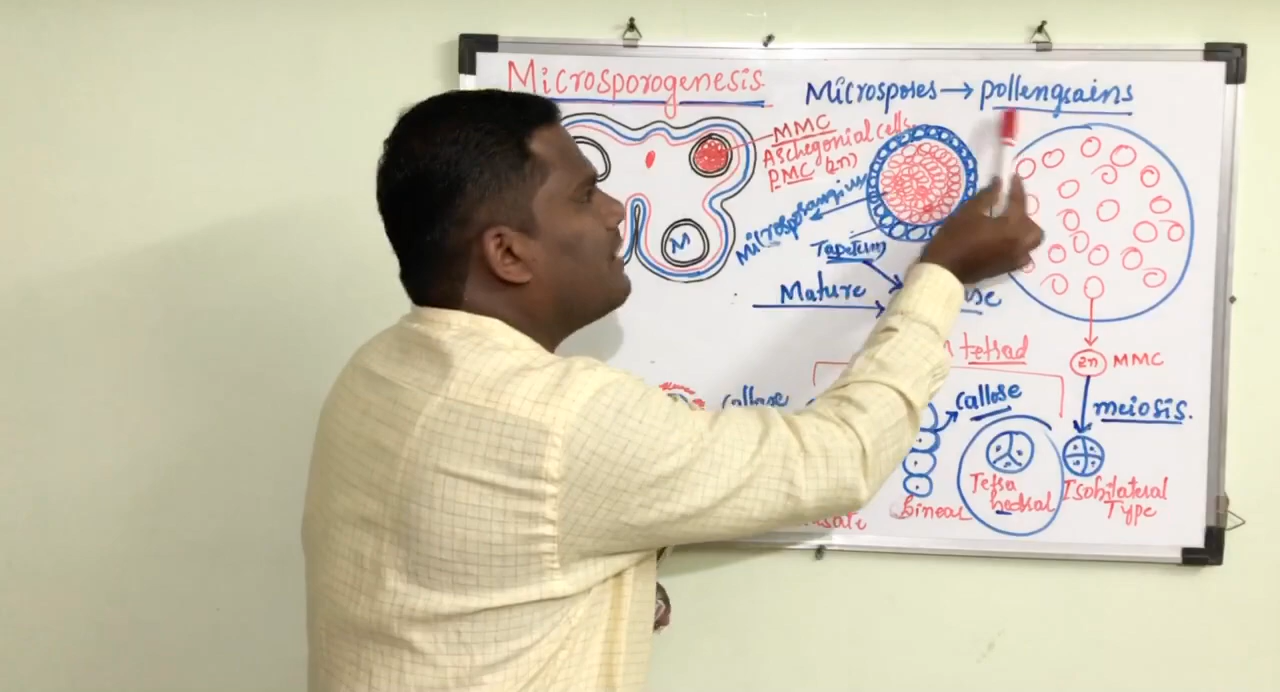 Microsporogenesis.
Microspores → pollengrains
MMC
Archegonial cells
PMC (2n)
Microsporangium
Tapetum
M
Mature
tetrad
2n MMC
Callase
callose
meiosis.
Linear
Tetra
hedral
Isobilateral
Type